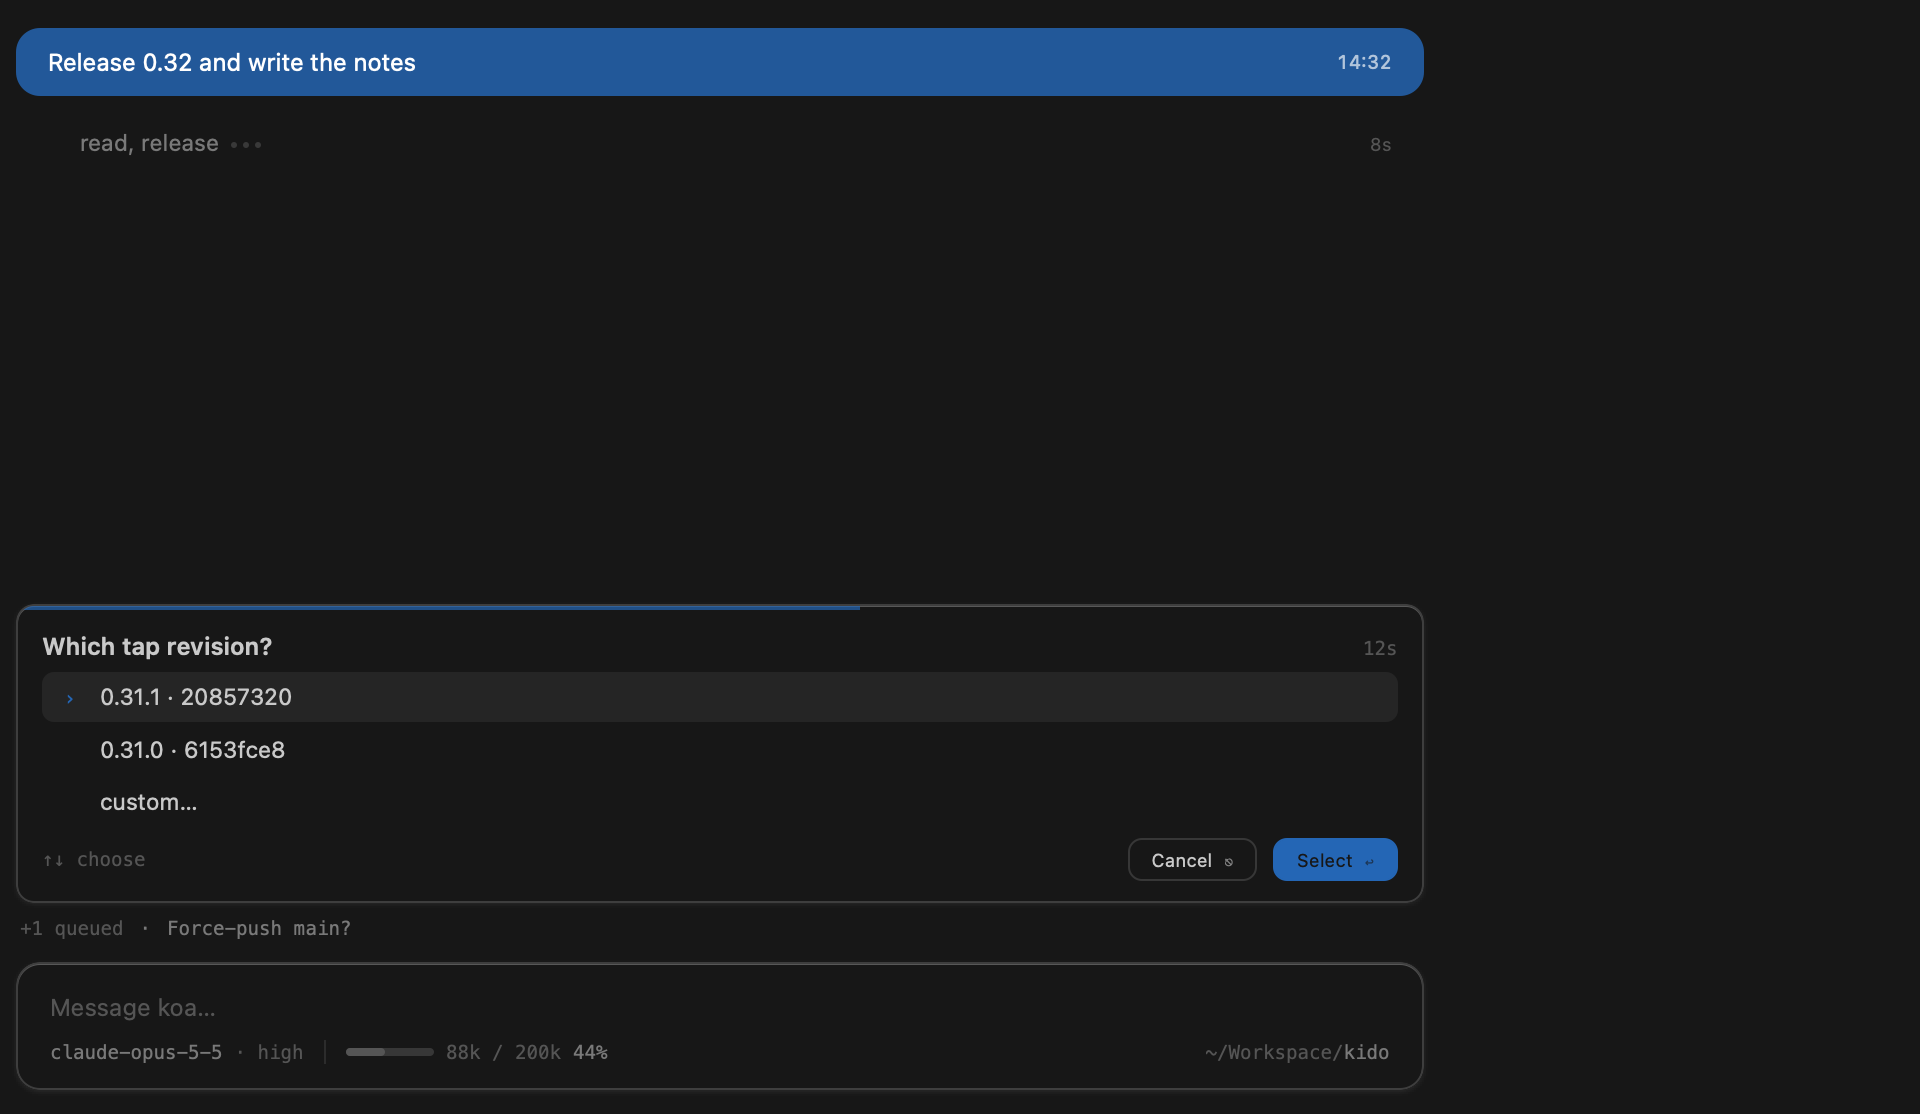 Release 0.32 and write the notes 14:32
read, release ••• 8s
Which tap revision? 12s
› 0.31.1 · 20857320
0.31.0 · 6153fce8
custom...
↑↓ choose Cancel ⎋ Select ↩
+1 queued · Force-push main?
Message koa...
claude-opus-5-5 · high 88k / 200k 44% ~/Workspace/kido